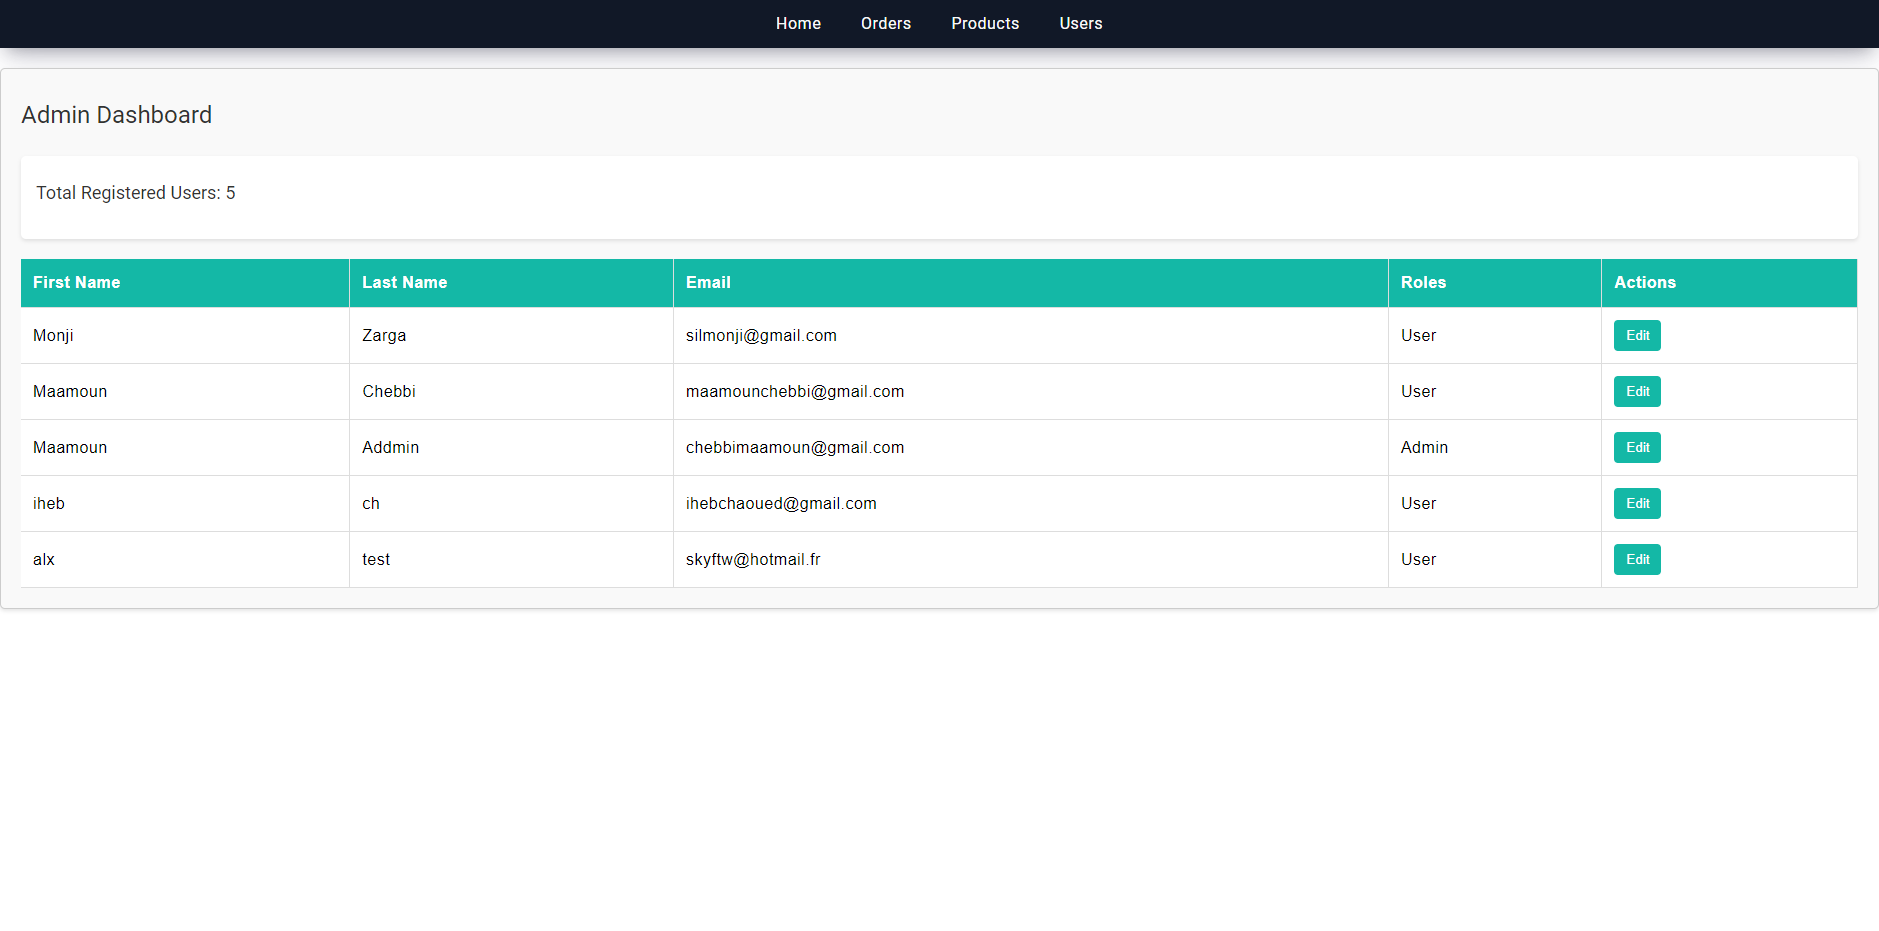 Home Orders Products Users
Admin Dashboard
Total Registered Users: 5
First Name Last Name Email Roles Actions
Monji Zarga silmonji@gmail.com User Edit
Maamoun Chebbi maamounchebbi@gmail.com User Edit
Maamoun Addmin chebbimaamoun@gmail.com Admin Edit
iheb ch ihebchaoued@gmail.com User Edit
alx test skyftw@hotmail.fr User Edit